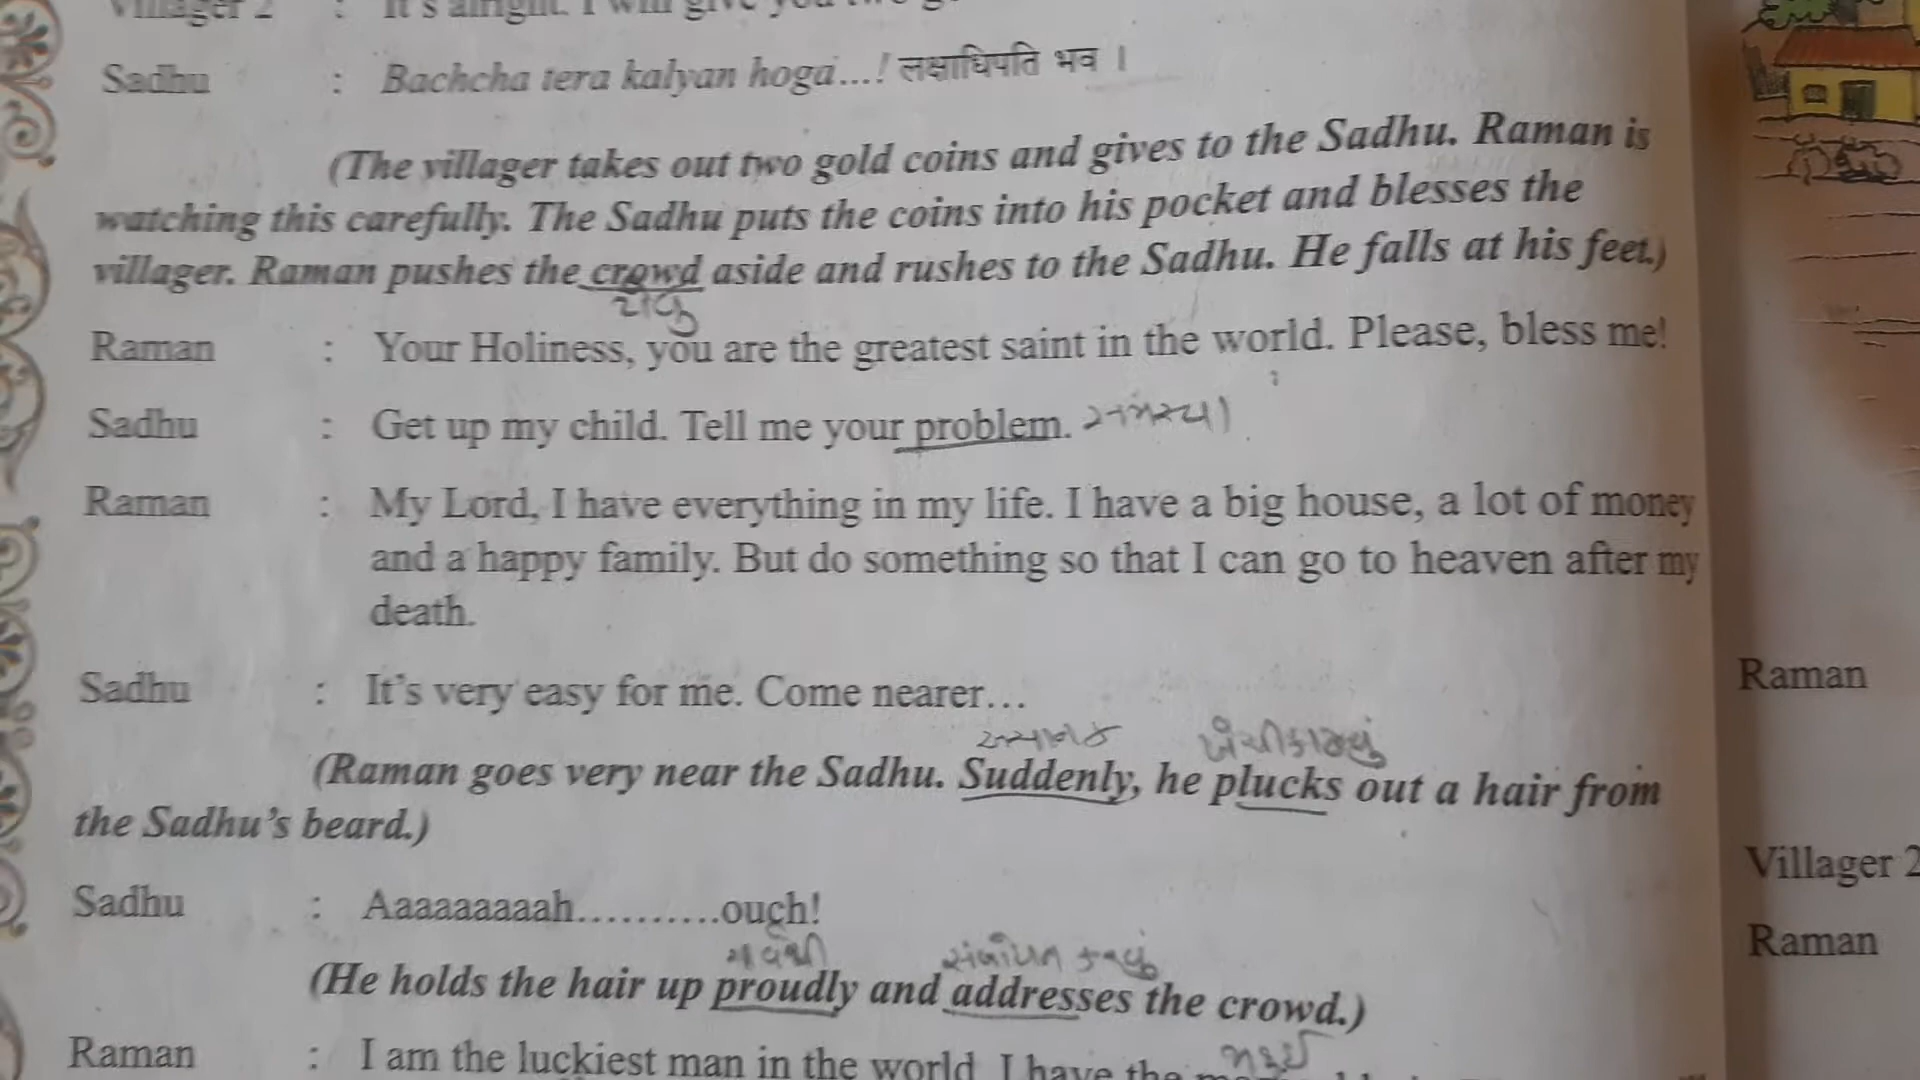 Villager 2 : It's alright. I will give you two
Sadhu : Bachcha tera kalyan hoga...! लक्षाधिपति भव ।
(The villager takes out two gold coins and gives to the Sadhu. Raman is
watching this carefully. The Sadhu puts the coins into his pocket and blesses the
villager. Raman pushes the crowd aside and rushes to the Sadhu. He falls at his feet.)
Raman : Your Holiness, you are the greatest saint in the world. Please, bless me!
Sadhu : Get up my child. Tell me your problem. સમસ્યા
Raman : My Lord, I have everything in my life. I have a big house, a lot of money
and a happy family. But do something so that I can go to heaven after my
death.
Sadhu : It's very easy for me. Come nearer...
અચાનક
(Raman goes very near the Sadhu. Suddenly, he plucks out a hair from
the Sadhu's beard.)
Sadhu : Aaaaaaaaah..........ouch!
ગર્વથી સંબોધન કર્યું
(He holds the hair up proudly and addresses the crowd.)
Raman : I am the luckiest man in the world. I have the
Raman
Villager 2
Raman